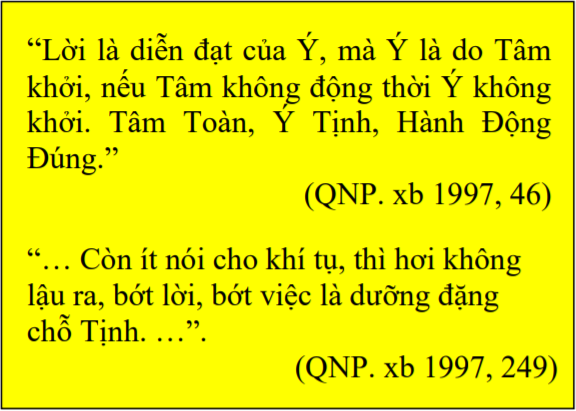 “Lời là diễn đạt của Ý, mà Ý là do Tâm
khởi, nếu Tâm không động thời Ý không
khởi. Tâm Toàn, Ý Tịnh, Hành Động
Đúng.”
(QNP. xb 1997, 46)
“… Còn ít nói cho khí tụ, thì hơi không
lậu ra, bớt lời, bớt việc là dưỡng đặng
chỗ Tịnh. …”.
(QNP. xb 1997, 249)